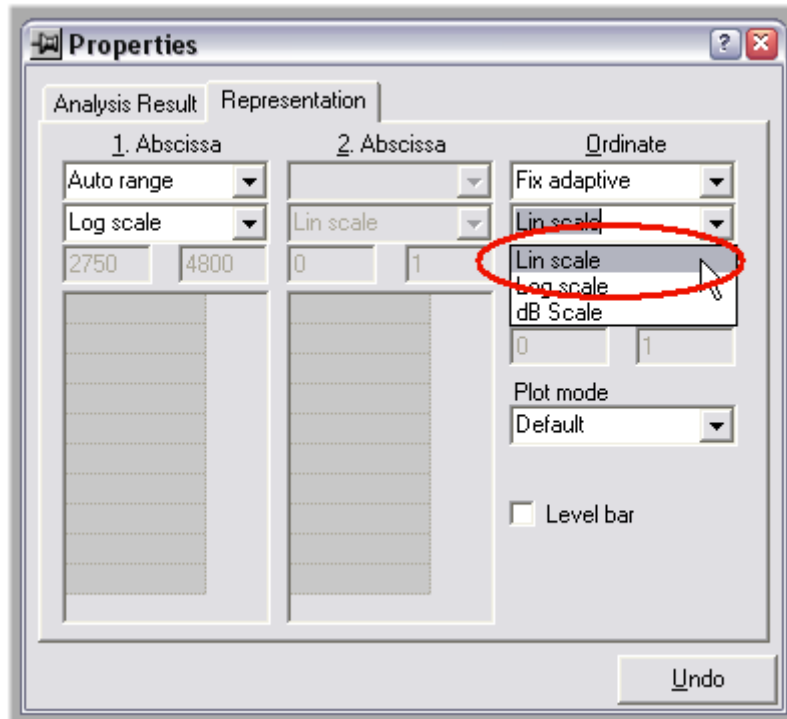 Properties
Analysis Result Representation
1. Abscissa 2. Abscissa Ordinate
Auto range Fix adaptive
Log scale Lin scale Lin scale
2750 4800 0 1 Lin scale
Log scale
dB Scale
0 1
Plot mode
Default
Level bar
Undo